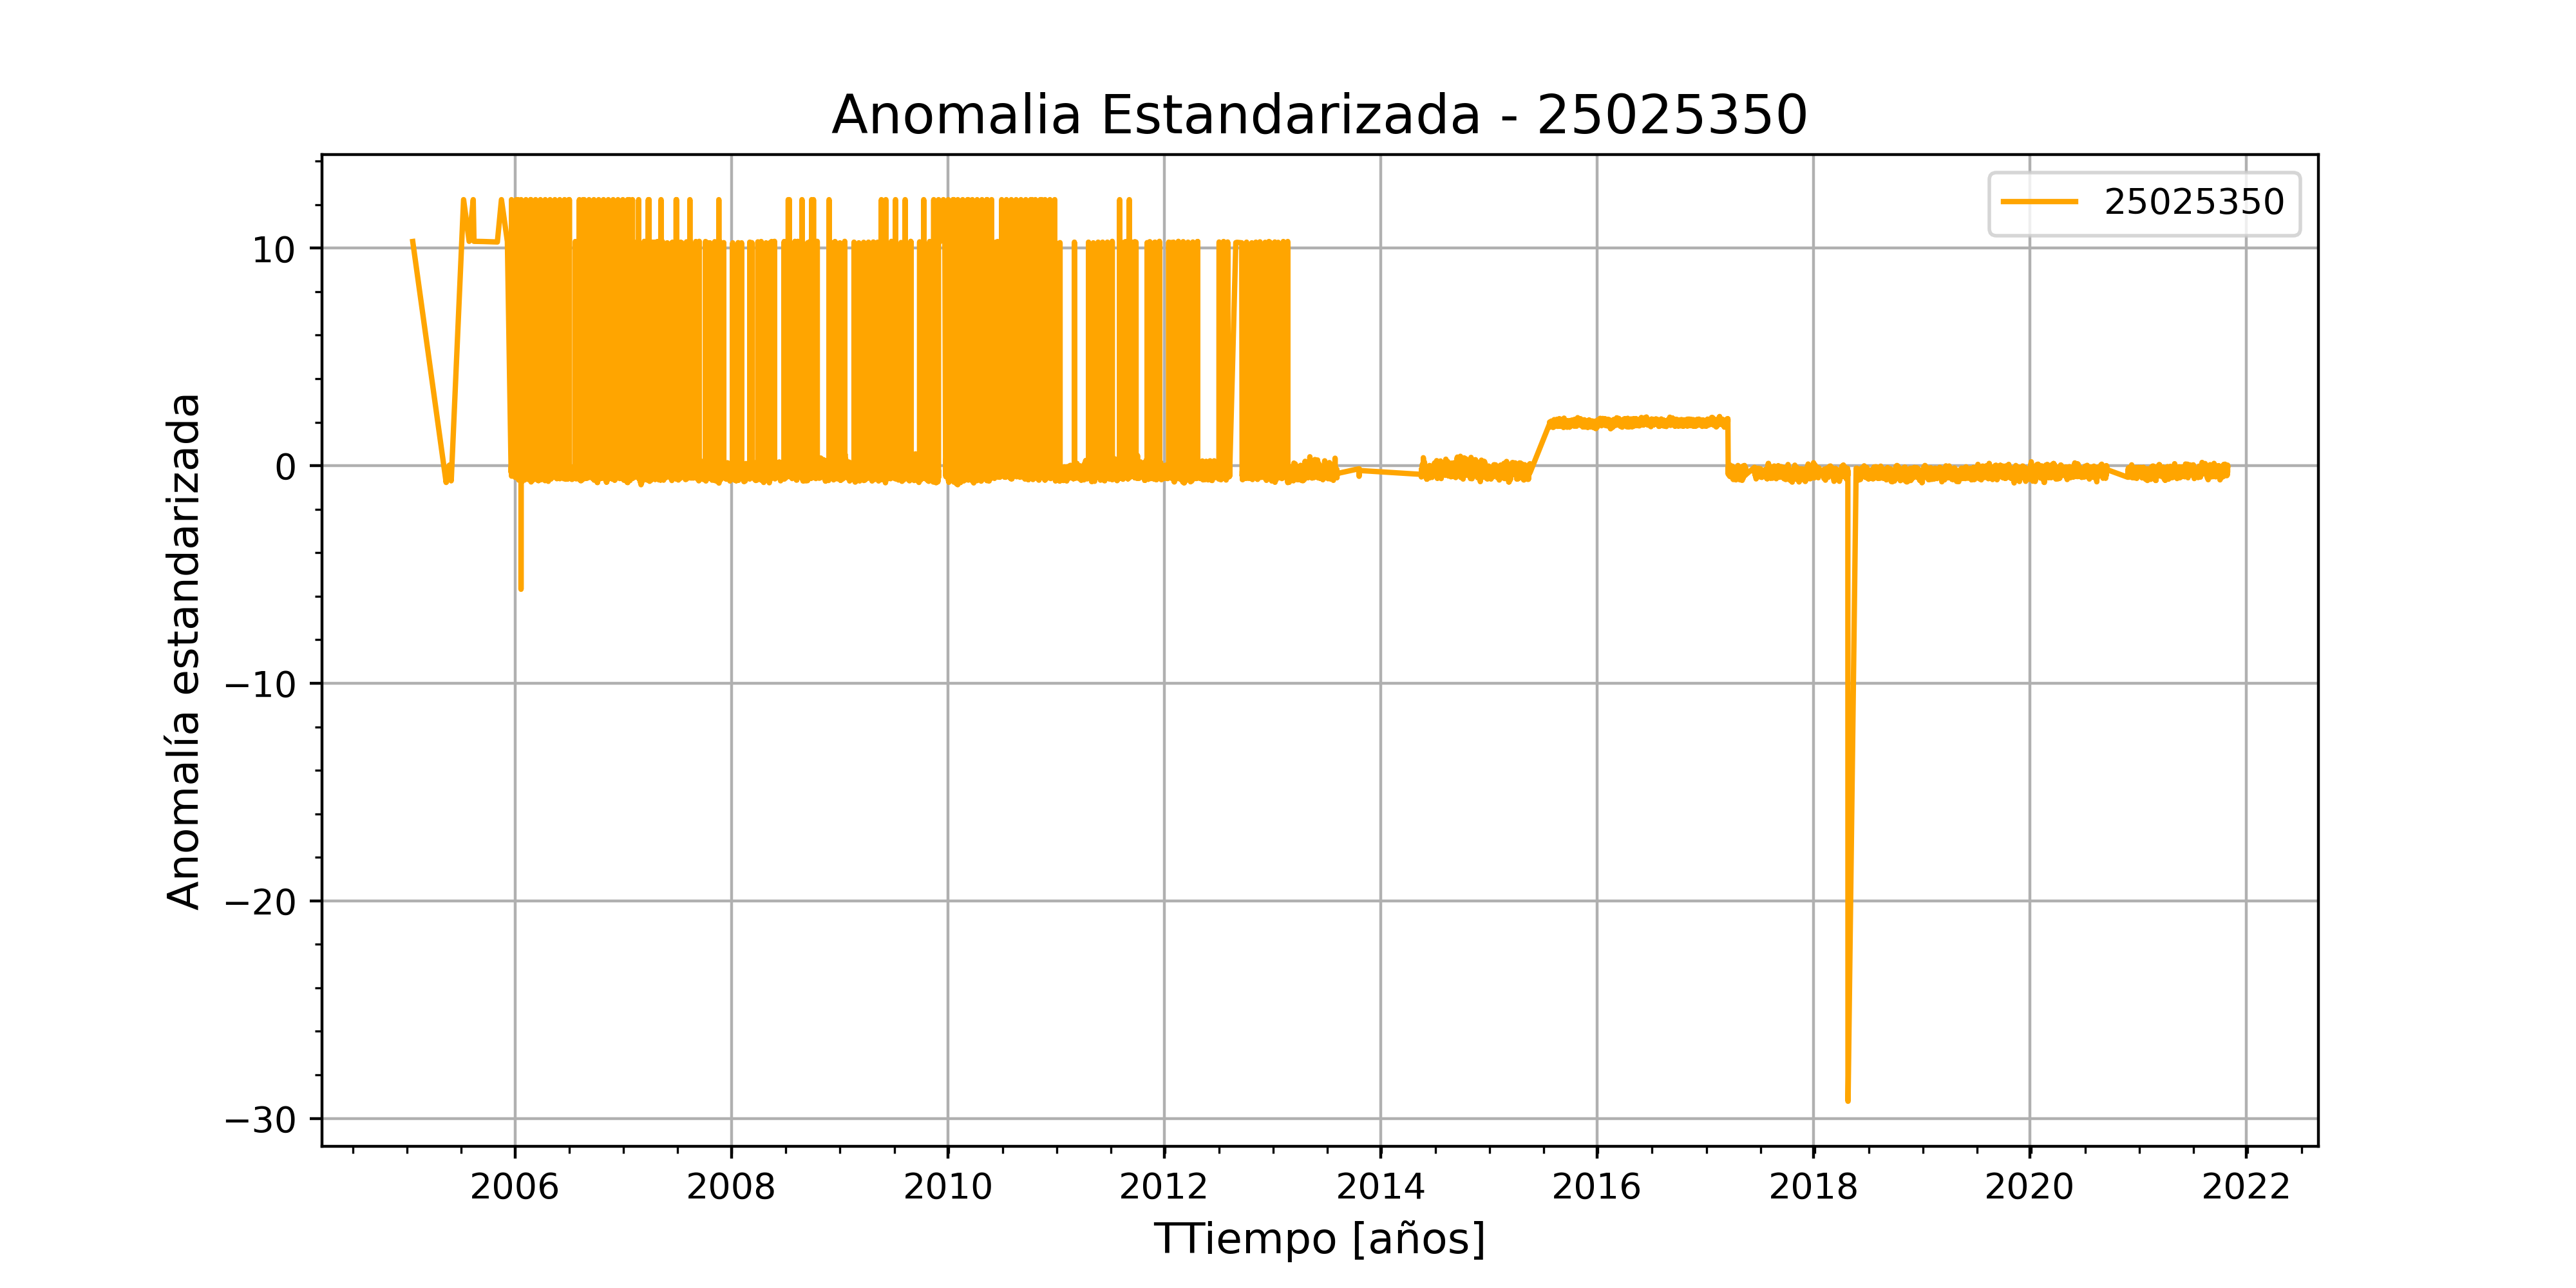 Anomalia Estandarizada - 25025350
25025350
Anomalía estandarizada
10
0
−10
−20
−30
2006 2008 2010 2012 2014 2016 2018 2020 2022
TTiempo [años]